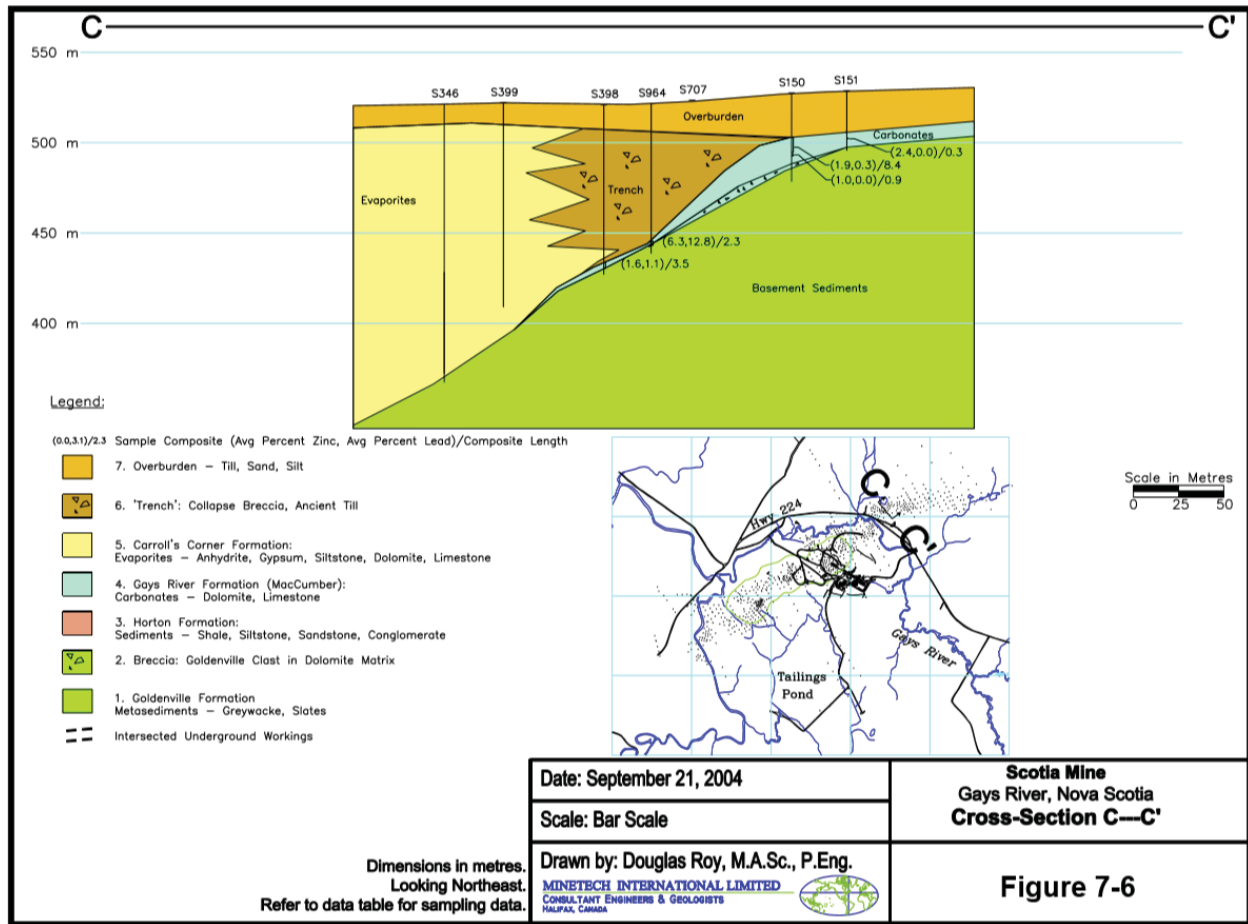 C C'
550 m
500 m
450 m
400 m
S346
S399
S398
S964
S707
S150
S151
Overburden
Carbonates
(2.4,0.0)/0.3
(1.9,0.3)/8.4
(1.0,0.0)/0.9
Trench
Evaporites
(6.3,12.8)/2.3
(1.6,1.1)/3.5
Basement Sediments
Legend:
(0.0,3.1)/2.3 Sample Composite (Avg Percent Zinc, Avg Percent Lead)/Composite Length
7. Overburden – Till, Sand, Silt
6. 'Trench': Collapse Breccia, Ancient Till
5. Carroll's Corner Formation:
Evaporites – Anhydrite, Gypsum, Siltstone, Dolomite, Limestone
4. Gays River Formation (MacCumber):
Carbonates – Dolomite, Limestone
3. Horton Formation:
Sediments – Shale, Siltstone, Sandstone, Conglomerate
2. Breccia: Goldenville Clast in Dolomite Matrix
1. Goldenville Formation
Metasediments – Greywacke, Slates
Intersected Underground Workings
C
C'
Hwy 224
Gays River
Tailings
Pond
Scale in Metres
0 25 50
Dimensions in metres.
Looking Northeast.
Refer to data table for sampling data.
Date: September 21, 2004
Scale: Bar Scale
Drawn by: Douglas Roy, M.A.Sc., P.Eng.
MINETECH INTERNATIONAL LIMITED
CONSULTANT ENGINEERS & GEOLOGISTS
HALIFAX, CANADA
Scotia Mine
Gays River, Nova Scotia
Cross-Section C---C'
Figure 7-6